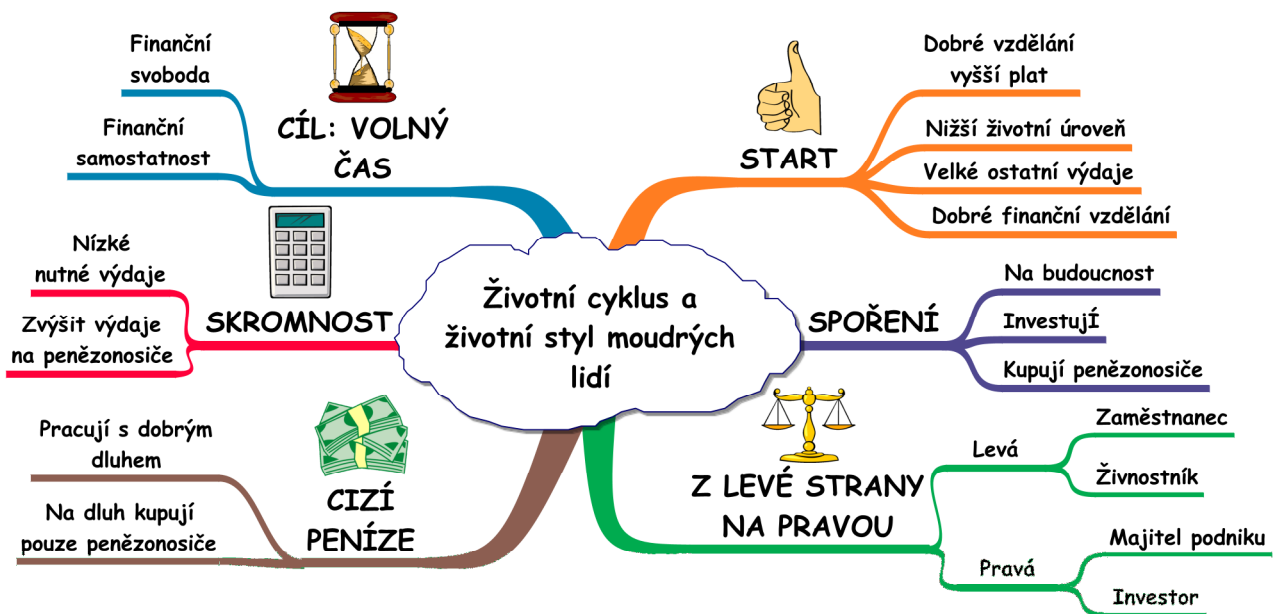 Životní cyklus a
životní styl moudrých
lidí
START
Dobré vzdělání
vyšší plat
Nižší životní úroveň
Velké ostatní výdaje
Dobré finanční vzdělání
SPOŘENÍ
Na budoucnost
InvestujÍ
Kupují penězonosiče
Z LEVÉ STRANY
NA PRAVOU
Levá
Zaměstnanec
Živnostník
Pravá
Majitel podniku
Investor
CIZÍ
PENÍZE
Pracují s dobrým
dluhem
Na dluh kupují
pouze penězonosiče
SKROMNOST
Nízké
nutné výdaje
Zvýšit výdaje
na penězonosiče
CÍL: VOLNÝ
ČAS
Finanční
svoboda
Finanční
samostatnost